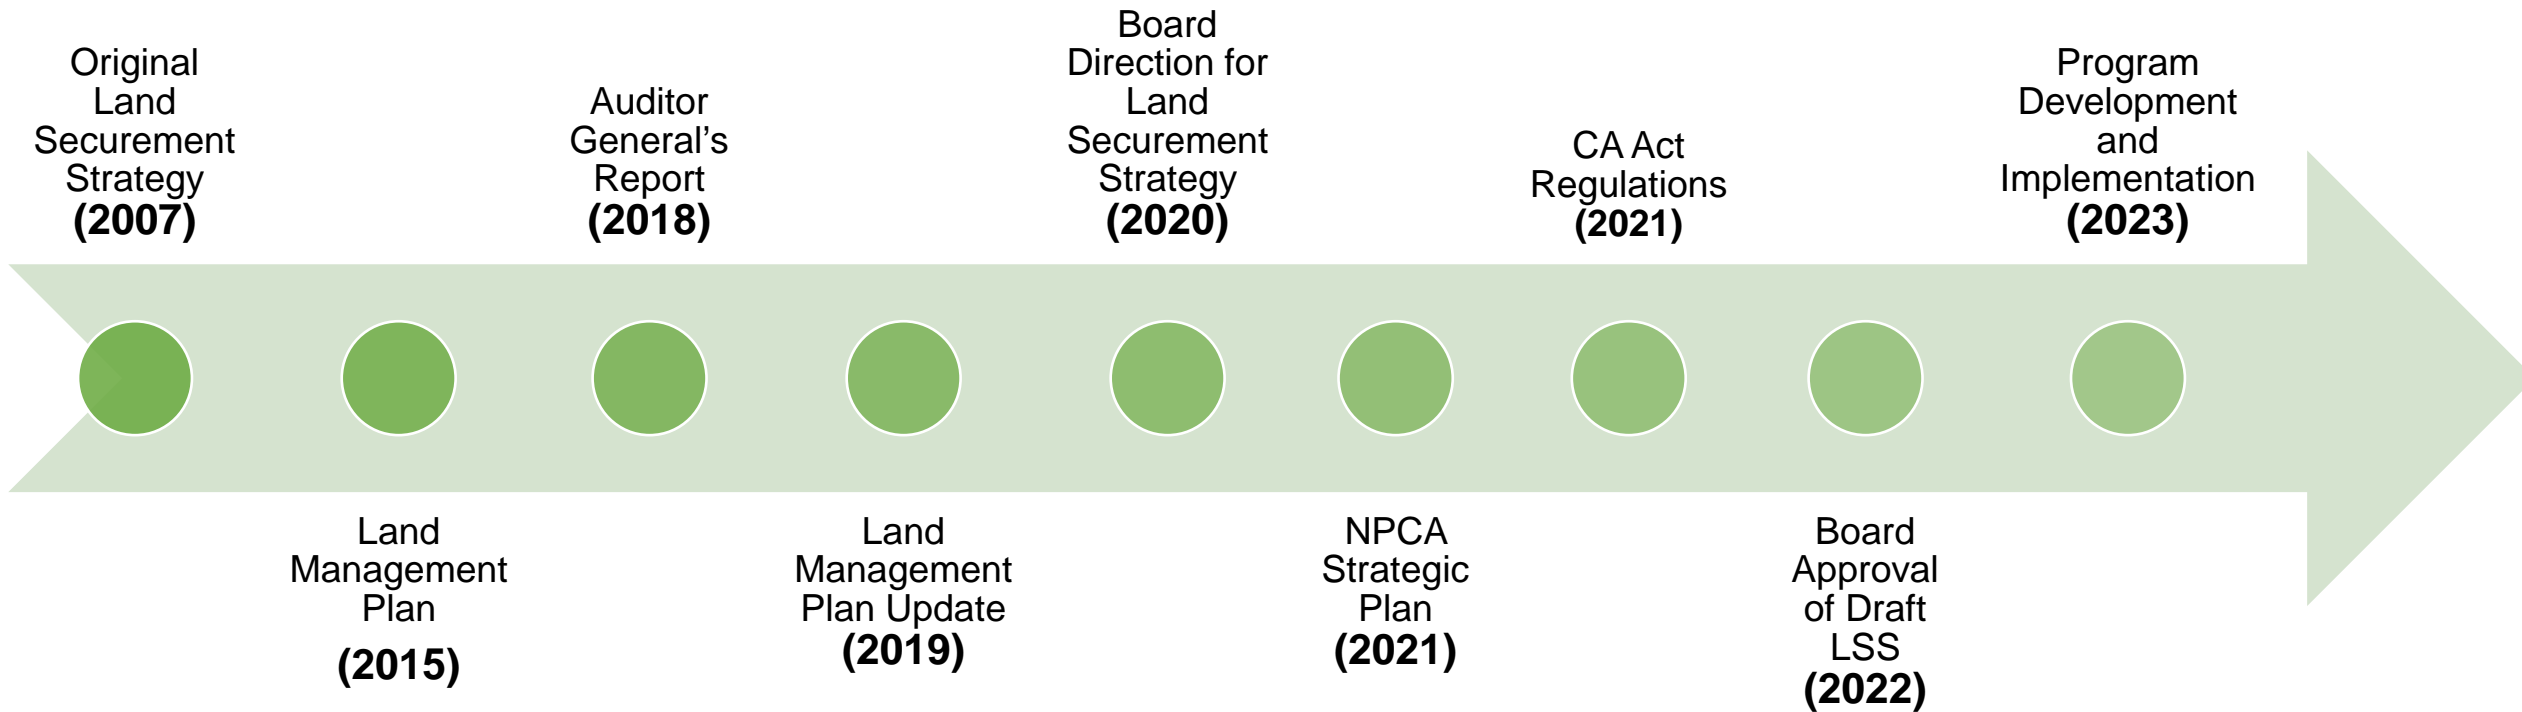 Original
Land
Securement
Strategy
(2007)
Land
Management
Plan
(2015)
Auditor
General’s
Report
(2018)
Land
Management
Plan Update
(2019)
Board
Direction for
Land
Securement
Strategy
(2020)
NPCA
Strategic
Plan
(2021)
CA Act
Regulations
(2021)
Board
Approval
of Draft
LSS
(2022)
Program
Development
and
Implementation
(2023)